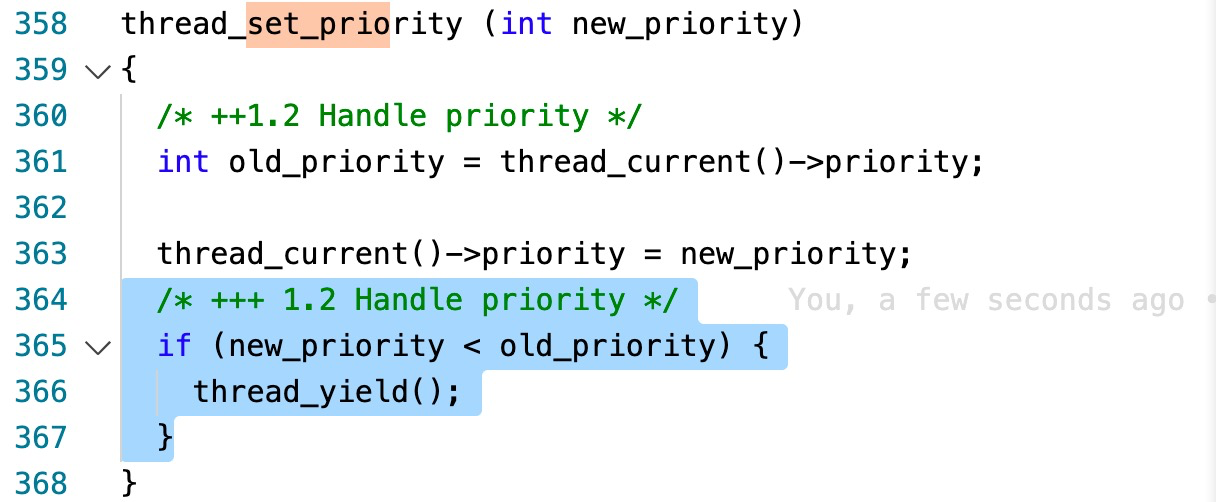 358 thread_set_priority (int new_priority)
359 {
360 /* ++1.2 Handle priority */
361 int old_priority = thread_current()->priority;
362
363 thread_current()->priority = new_priority;
364 /* +++ 1.2 Handle priority */ You, a few seconds ago •
365 if (new_priority < old_priority) {
366 thread_yield();
367 }
368 }